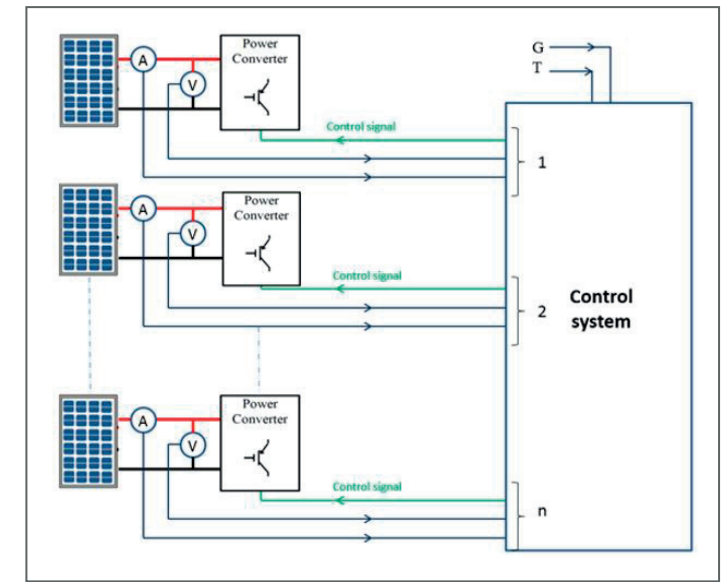 Power
Converter
A
V
G
T
Control signal
1
Power
Converter
A
V
Control signal
2
Control
system
Power
Converter
A
V
Control signal
n